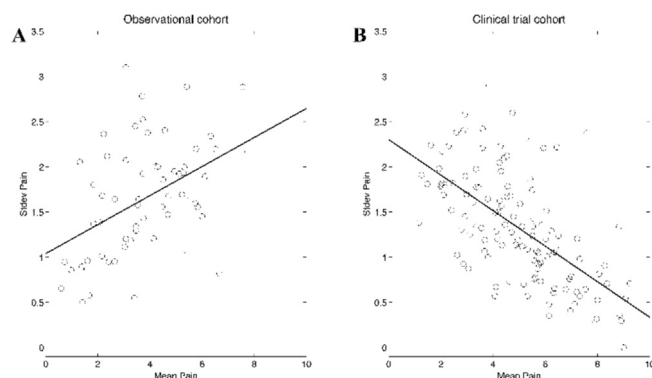 A
Observational cohort
3.5
3
2.5
2
1.5
1
0.5
0
Stdev Pain
0 2 4 6 8 10
Mean Pain
B
Clinical trial cohort
3.5
3
2.5
2
1.5
1
0.5
0
Stdev Pain
0 2 4 6 8 10
Mean Pain